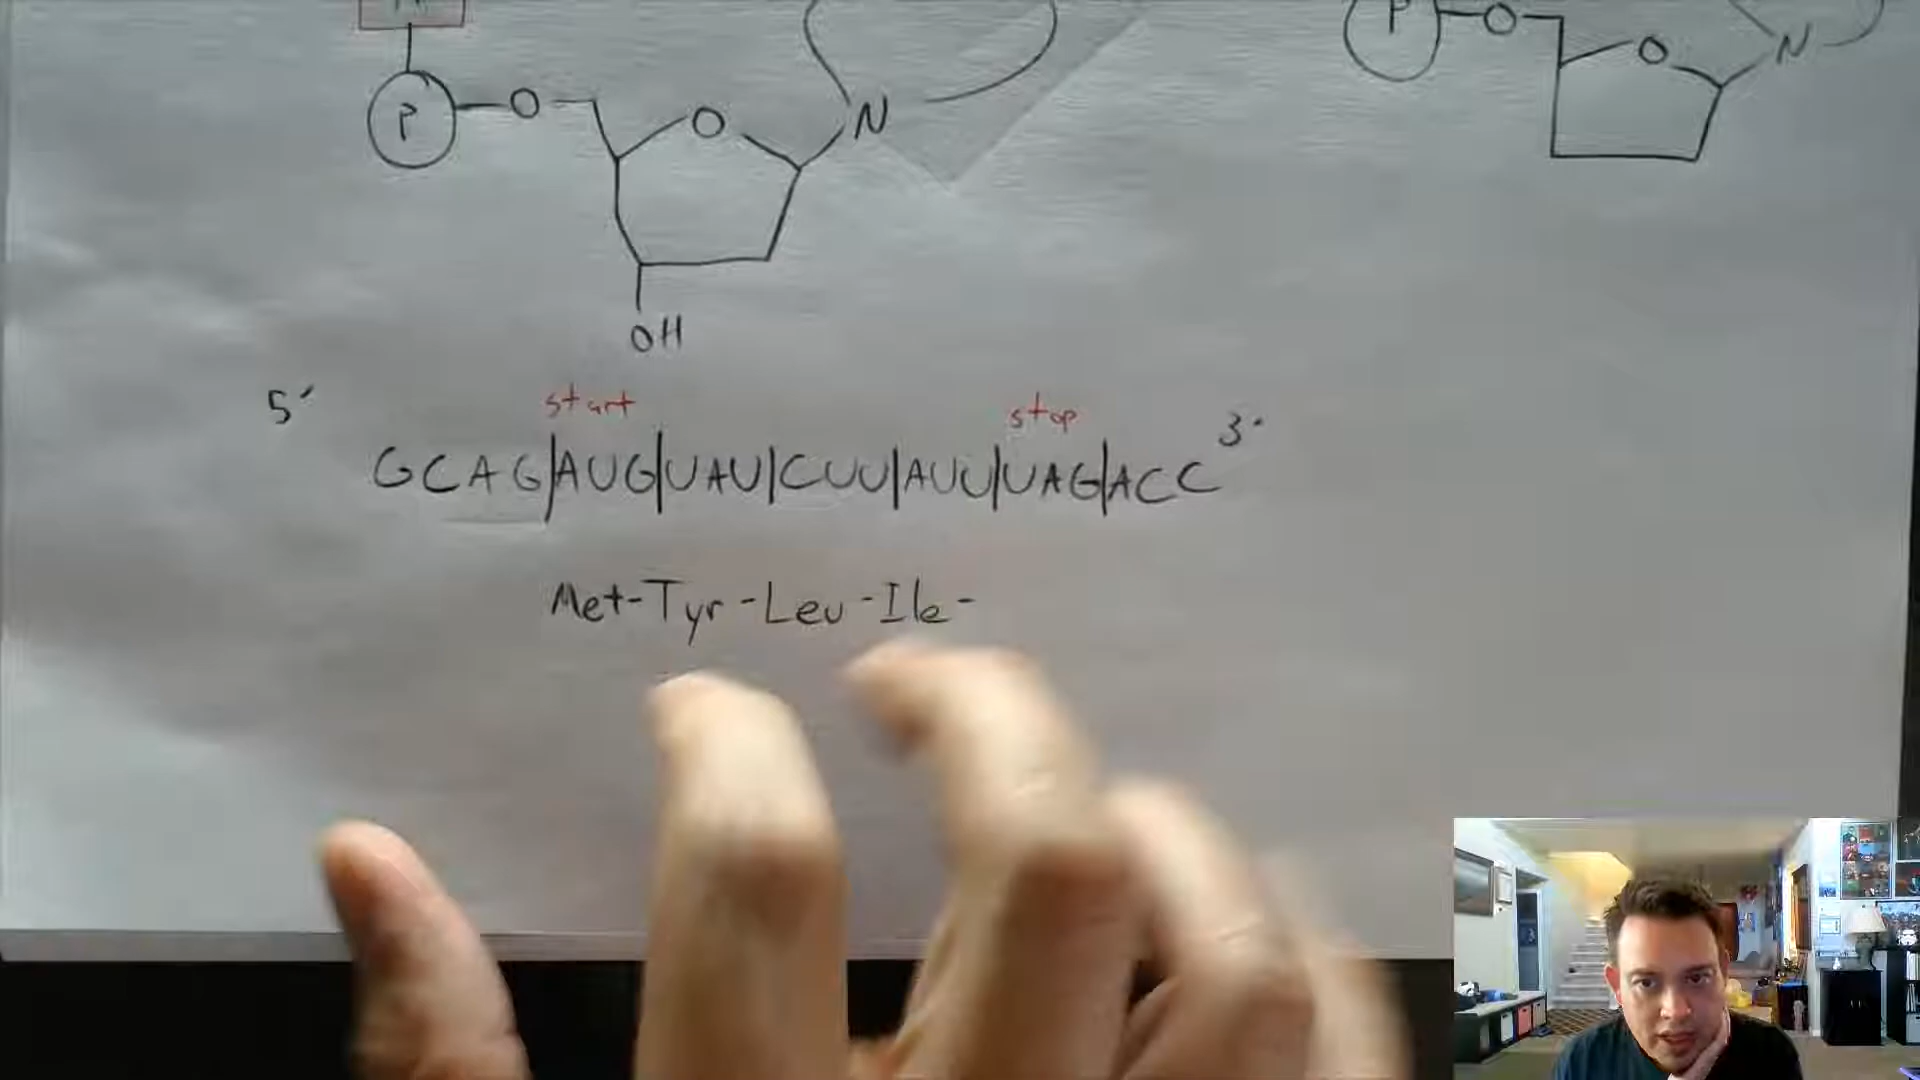 P O N
P O O N
OH
5′ start stop 3′
GCAG|AUG|UAU|CUU|AUU|UAG|ACC
Met-Tyr-Leu-Ile-